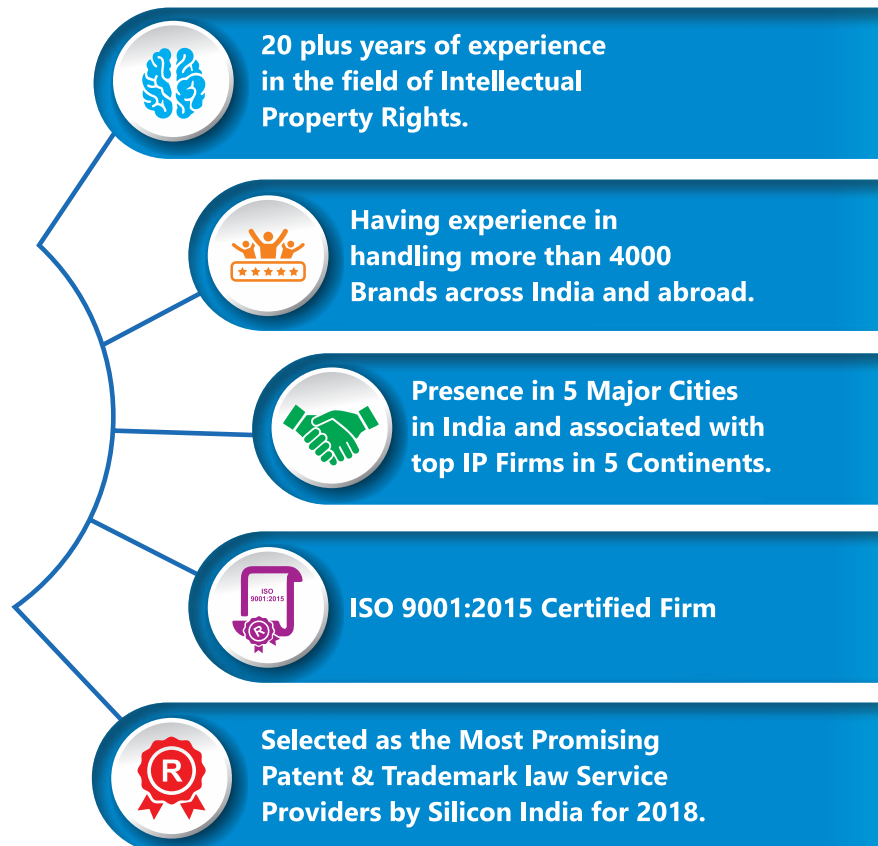 20 plus years of experience
in the field of Intellectual
Property Rights.
Having experience in
handling more than 4000
Brands across India and abroad.
Presence in 5 Major Cities
in India and associated with
top IP Firms in 5 Continents.
ISO
9001:2015
R
ISO 9001:2015 Certified Firm
R
Selected as the Most Promising
Patent & Trademark law Service
Providers by Silicon India for 2018.